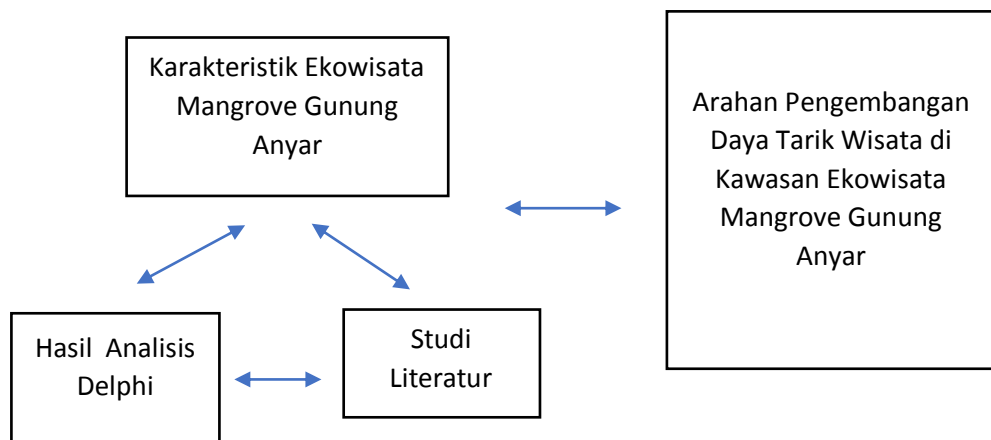 Karakteristik Ekowisata
Mangrove Gunung
Anyar
Arahan Pengembangan
Daya Tarik Wisata di
Kawasan Ekowisata
Mangrove Gunung
Anyar
Hasil Analisis
Delphi
Studi
Literatur